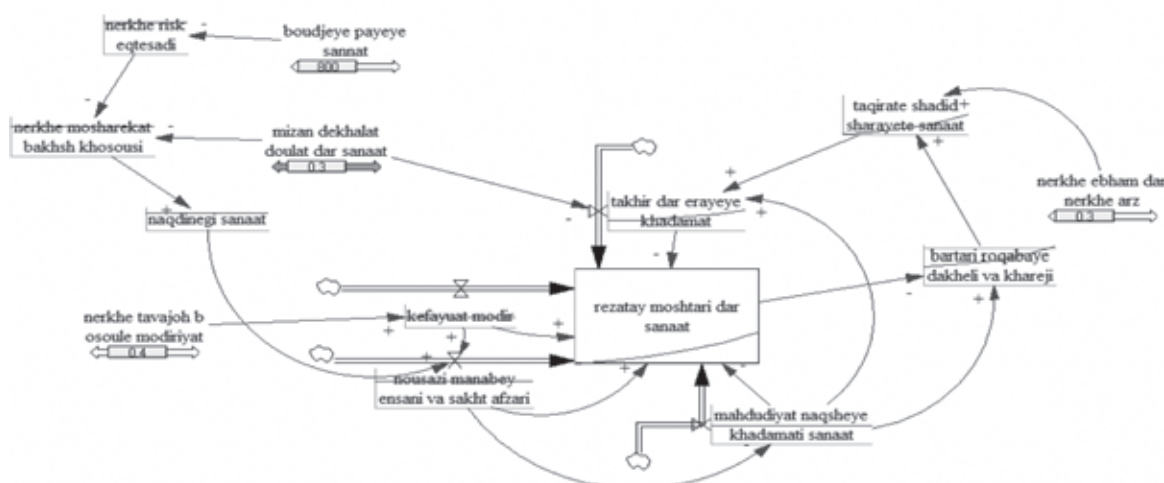 nerkhe risk
eqtesadi
boudjeye payeye
sannat
800
nerkhe mosharekat
bakhsh khosousi
mizan dekhalat
doulat dar sanaat
0.3
naqdinegi sanaat
taqirate shadid
sharayete sanaat
nerkhe ebham dar
nerkhe arz
0.3
takhir dar erayeye
khadamat
bartari roqabaye
dakheli va khareji
rezatay moshtari dar
sanaat
nerkhe tavajoh b
osoule modiriyat
0.4
kefayuat modir
nousazi manabey
ensani va sakht afzari
mahdudiyat naqsheye
khadamati sanaat